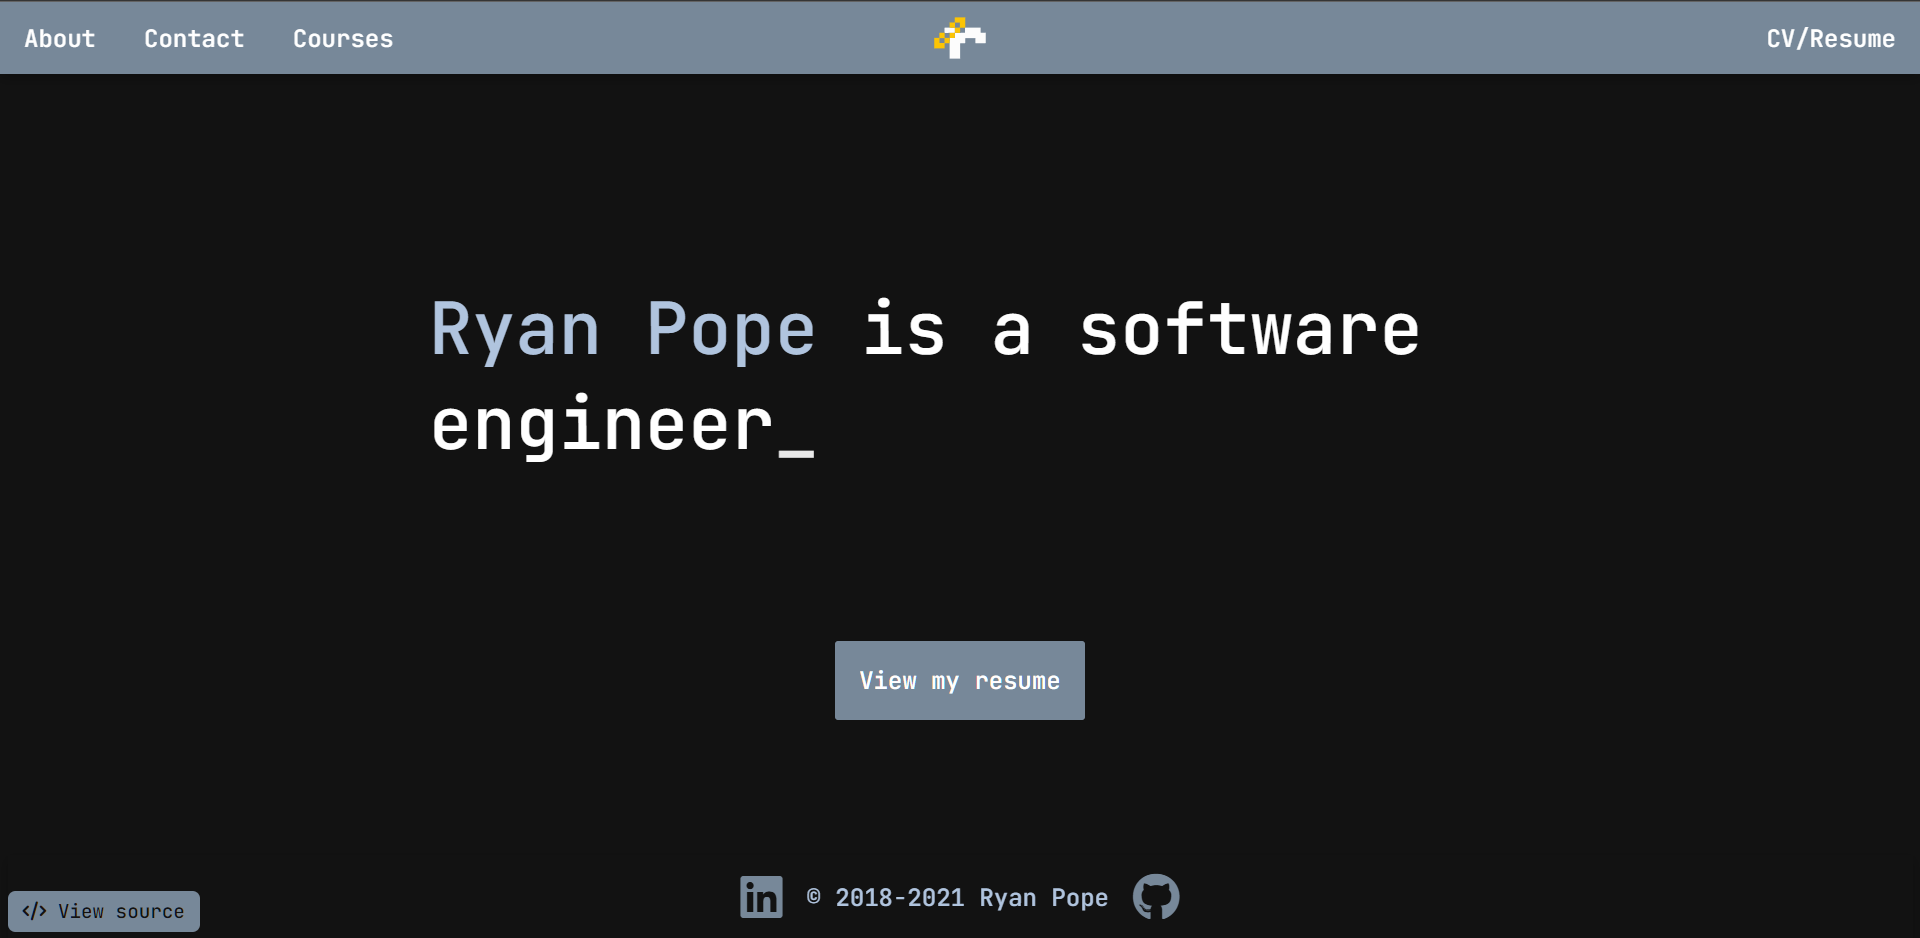 About Contact Courses CV/Resume
Ryan Pope is a software
engineer_
View my resume
</> View source
in © 2018-2021 Ryan Pope